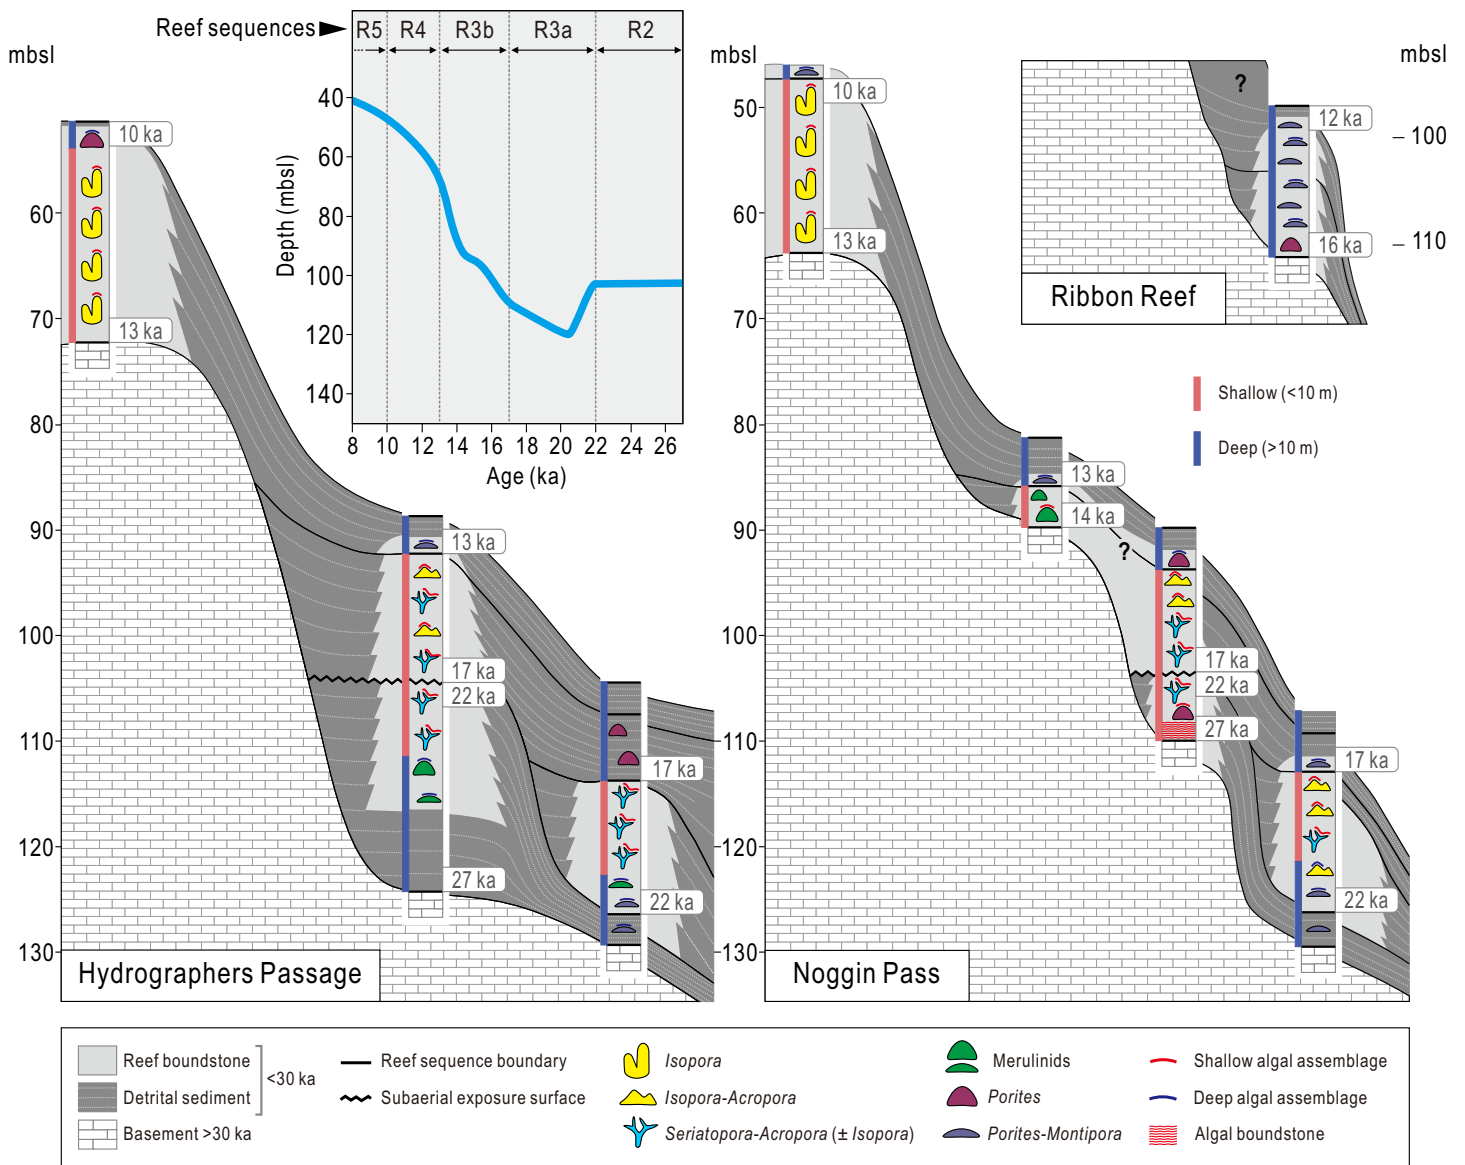 Reef sequences
R5 R4 R3b R3a R2
mbsl
mbsl
mbsl
40
60
80
100
120
140
Depth (mbsl)
8 10 12 14 16 18 20 22 24 26
Age (ka)
60
70
80
90
100
110
120
130
10 ka
13 ka
13 ka
17 ka
22 ka
27 ka
17 ka
22 ka
Hydrographers Passage
50
60
70
80
90
100
110
120
130
10 ka
13 ka
13 ka
14 ka
?
17 ka
22 ka
27 ka
17 ka
22 ka
Noggin Pass
?
12 ka
16 ka
– 100
– 110
Ribbon Reef
Shallow (<10 m)
Deep (>10 m)
Reef boundstone
Detrital sediment
<30 ka
Basement >30 ka
Reef sequence boundary
Subaerial exposure surface
Isopora
Isopora-Acropora
Seriatopora-Acropora (± Isopora)
Merulinids
Porites
Porites-Montipora
Shallow algal assemblage
Deep algal assemblage
Algal boundstone